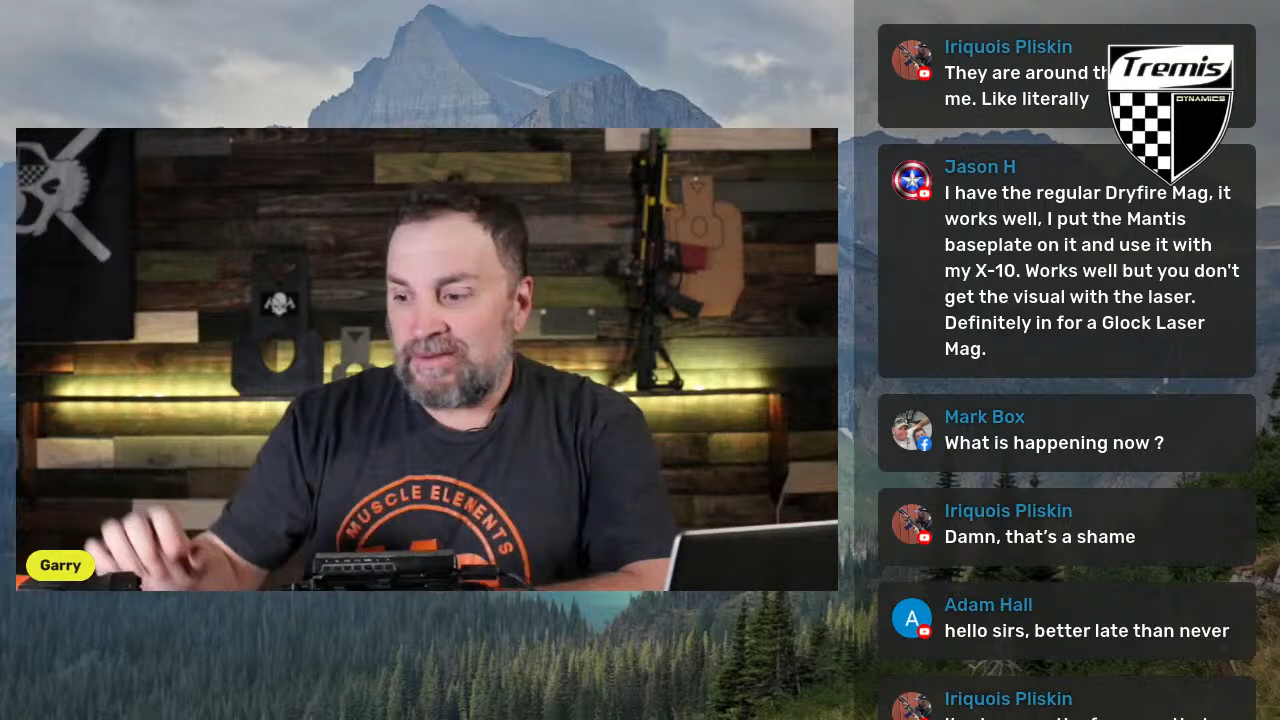 Iriquois Pliskin
They are around
me. Like literally
Tremis
DYNAMICS
Jason H
I have the regular Dryfire Mag, it
works well, I put the Mantis
baseplate on it and use it with
my X-10. Works well but you don't
get the visual with the laser.
Definitely in for a Glock Laser
Mag.
Mark Box
What is happening now ?
Iriquois Pliskin
Damn, that’s a shame
A
Adam Hall
hello sirs, better late than never
Iriquois Pliskin
MUSCLE ELEMENTS
Garry